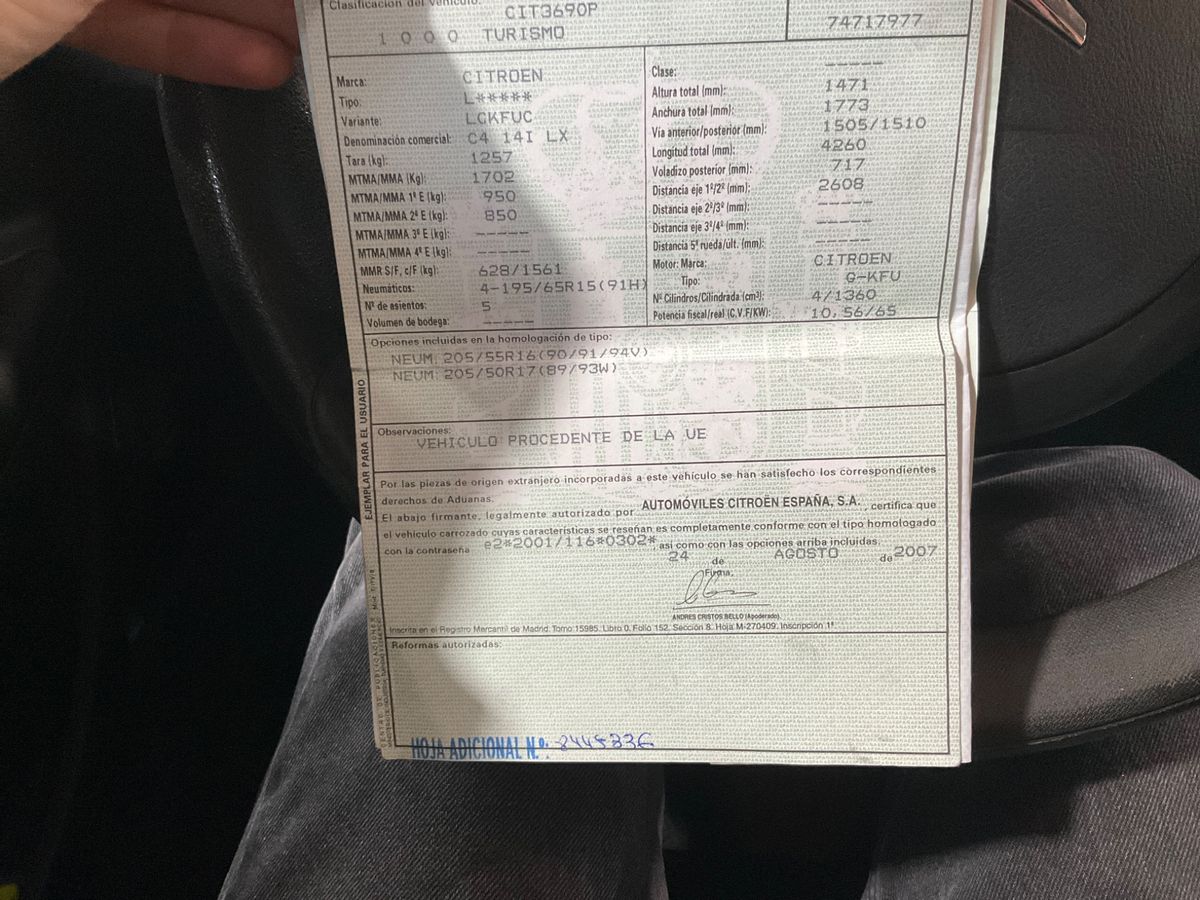 Clasificación del vehículo:
CIT3690P
74717977
1000 TURISMO
Marca: CITROEN
Tipo: L*****
Variante: LCKFUC
Denominación comercial: C4 14I LX
Tara (kg): 1257
MTMA/MMA (Kg): 1702
MTMA/MMA 1º E (kg): 950
MTMA/MMA 2º E (kg): 850
MTMA/MMA 3º E (kg): -----
MTMA/MMA 4º E (kg): -----
MMR S/F, c/F (kg): 628/1561
Neumáticos: 4-195/65R15(91H)
Nº de asientos: 5
Volumen de bodega: -----
Clase: -----
Altura total (mm): 1471
Anchura total (mm): 1773
Vía anterior/posterior (mm): 1505/1510
Longitud total (mm): 4260
Voladizo posterior (mm): 717
Distancia eje 1º/2º (mm): 2608
Distancia eje 2º/3º (mm): -----
Distancia eje 3º/4º (mm): -----
Distancia 5ª rueda/últ. (mm): -----
Motor: Marca: CITROEN
Tipo: G-KFU
Nº Cilindros/Cilindrada (cm³): 4/1360
Potencia fiscal/real (C.V.F/KW): 10,56/65
Opciones incluidas en la homologación de tipo:
NEUM: 205/55R16(90/91/94V)
NEUM: 205/50R17(89/93W)
Observaciones:
VEHICULO PROCEDENTE DE LA UE
Por las piezas de origen extranjero incorporadas a este vehículo se han satisfecho los correspondientes
derechos de Aduanas.
El abajo firmante, legalmente autorizado por AUTOMÓVILES CITROËN ESPAÑA, S.A. , certifica que
el vehículo carrozado cuyas características se reseñan es completamente conforme con el tipo homologado
con la contraseña e2*2001/116*0302* , así como con las opciones arriba incluidas.
24 de AGOSTO de 2007
Firma,
ANDRES CRISTOS BELLO (Apoderado).
Inscrita en el Registro Mercantil de Madrid. Tomo 15985. Libro 0. Folio 152. Sección 8. Hoja M-270409. Inscripción 1ª
Reformas autorizadas:
HOJA ADICIONAL N.º: 8445836
EJEMPLAR PARA EL USUARIO